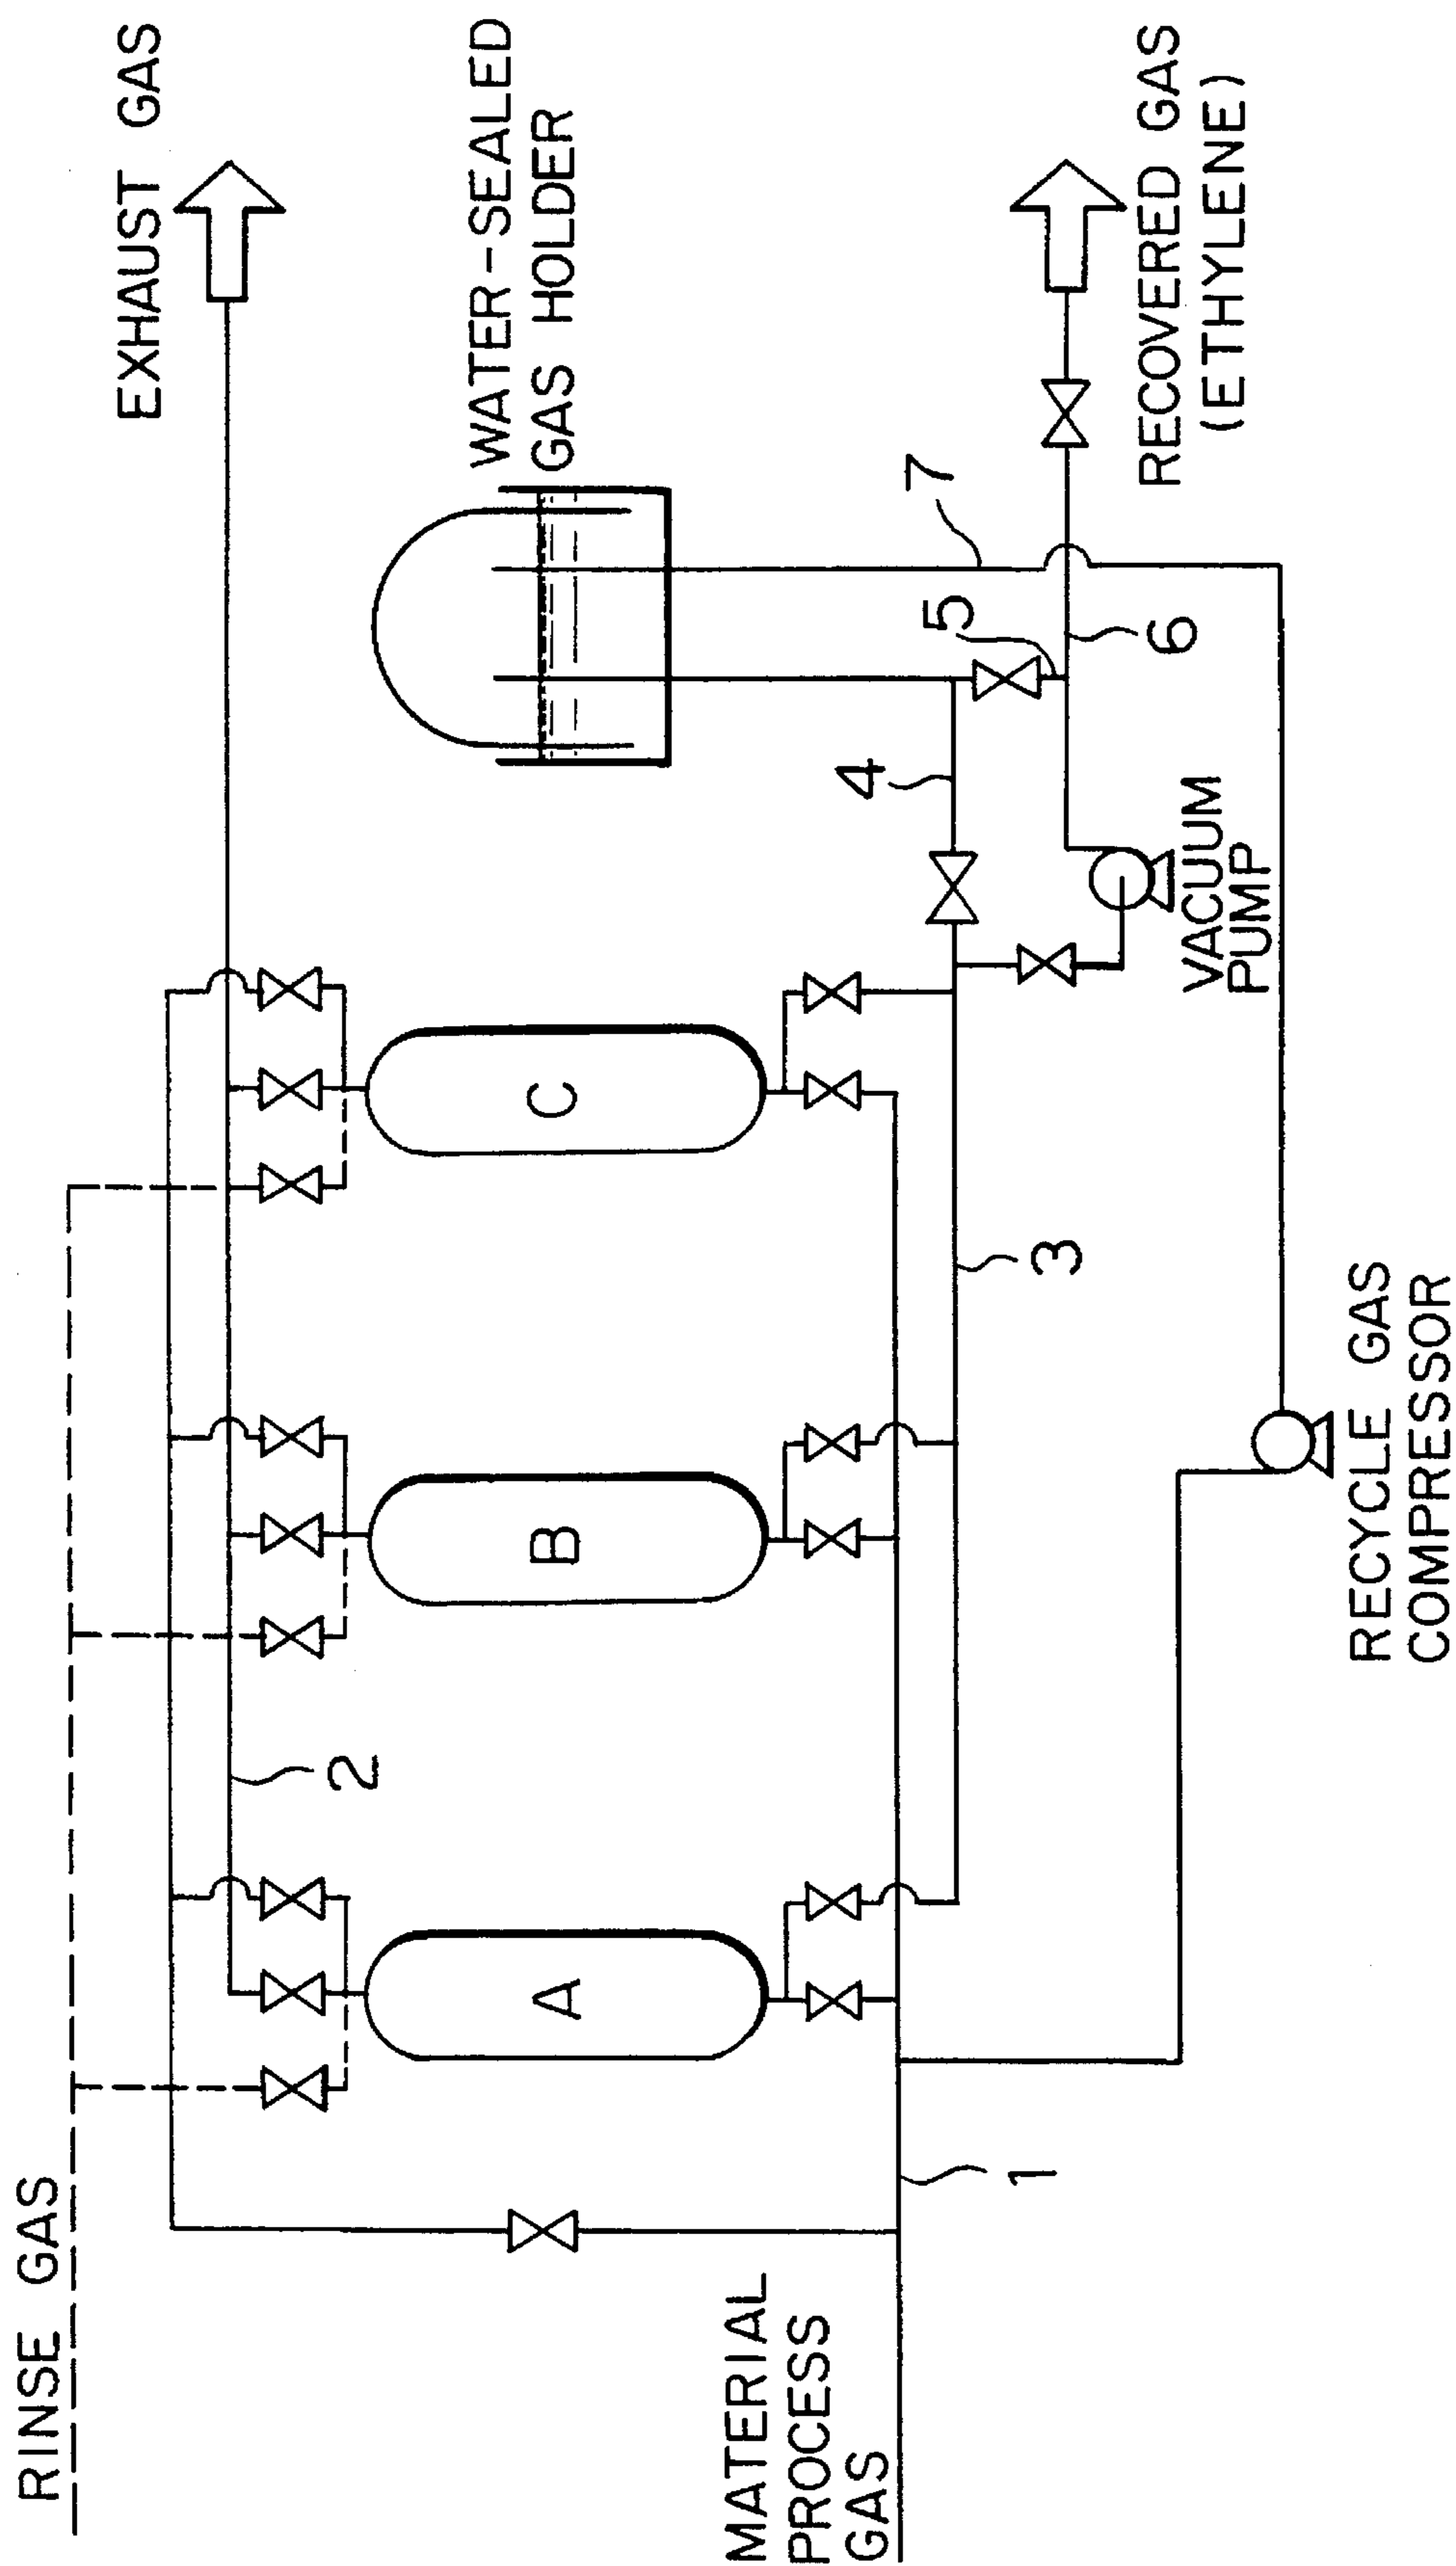 RINSE GAS
EXHAUST GAS
2
A
B
C
WATER-SEALED
GAS HOLDER
MATERIAL
PROCESS
GAS
1
3
4
5
6
7
VACUUM
PUMP
RECOVERED GAS
(ETHYLENE)
RECYCLE GAS
COMPRESSOR